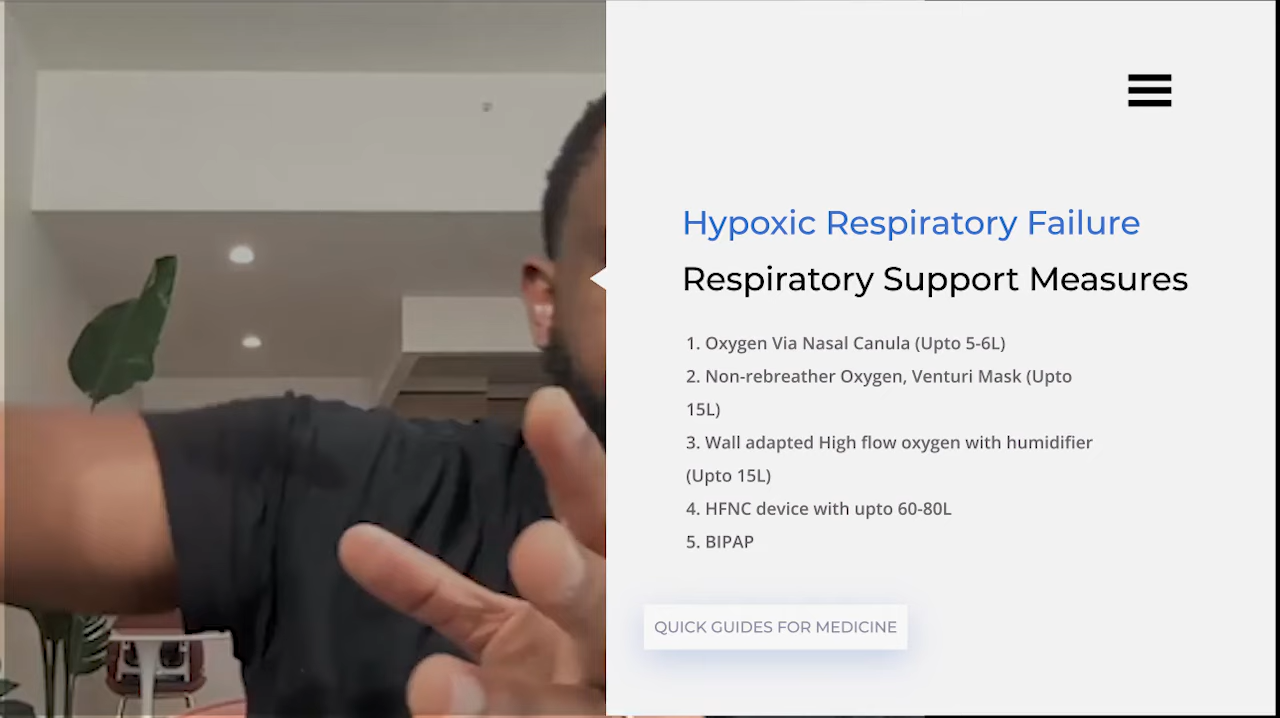 Hypoxic Respiratory Failure
Respiratory Support Measures
1. Oxygen Via Nasal Canula (Upto 5-6L)
2. Non-rebreather Oxygen, Venturi Mask (Upto
15L)
3. Wall adapted High flow oxygen with humidifier
(Upto 15L)
4. HFNC device with upto 60-80L
5. BIPAP
QUICK GUIDES FOR MEDICINE